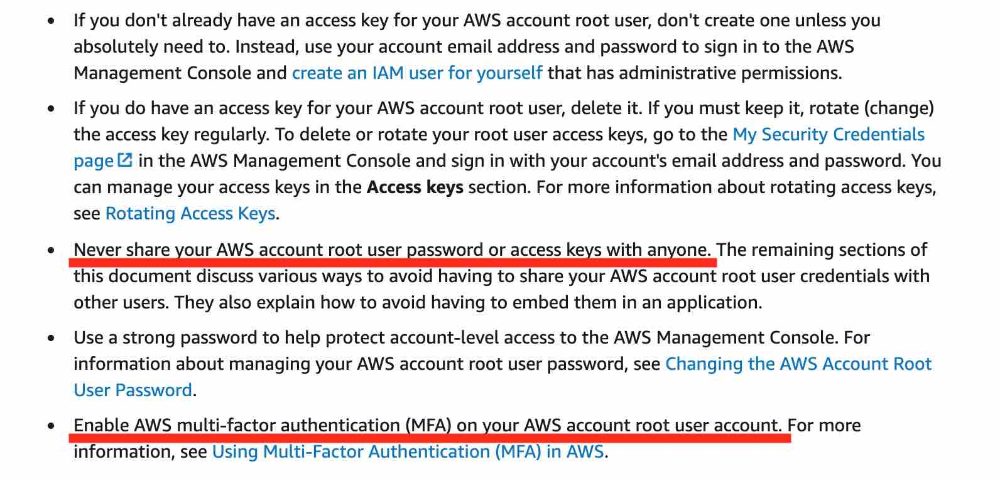 • If you don't already have an access key for your AWS account root user, don't create one unless you
absolutely need to. Instead, use your account email address and password to sign in to the AWS
Management Console and create an IAM user for yourself that has administrative permissions.
• If you do have an access key for your AWS account root user, delete it. If you must keep it, rotate (change)
the access key regularly. To delete or rotate your root user access keys, go to the My Security Credentials
page in the AWS Management Console and sign in with your account's email address and password. You
can manage your access keys in the Access keys section. For more information about rotating access keys,
see Rotating Access Keys.
• Never share your AWS account root user password or access keys with anyone. The remaining sections of
this document discuss various ways to avoid having to share your AWS account root user credentials with
other users. They also explain how to avoid having to embed them in an application.
• Use a strong password to help protect account-level access to the AWS Management Console. For
information about managing your AWS account root user password, see Changing the AWS Account Root
User Password.
• Enable AWS multi-factor authentication (MFA) on your AWS account root user account. For more
information, see Using Multi-Factor Authentication (MFA) in AWS.